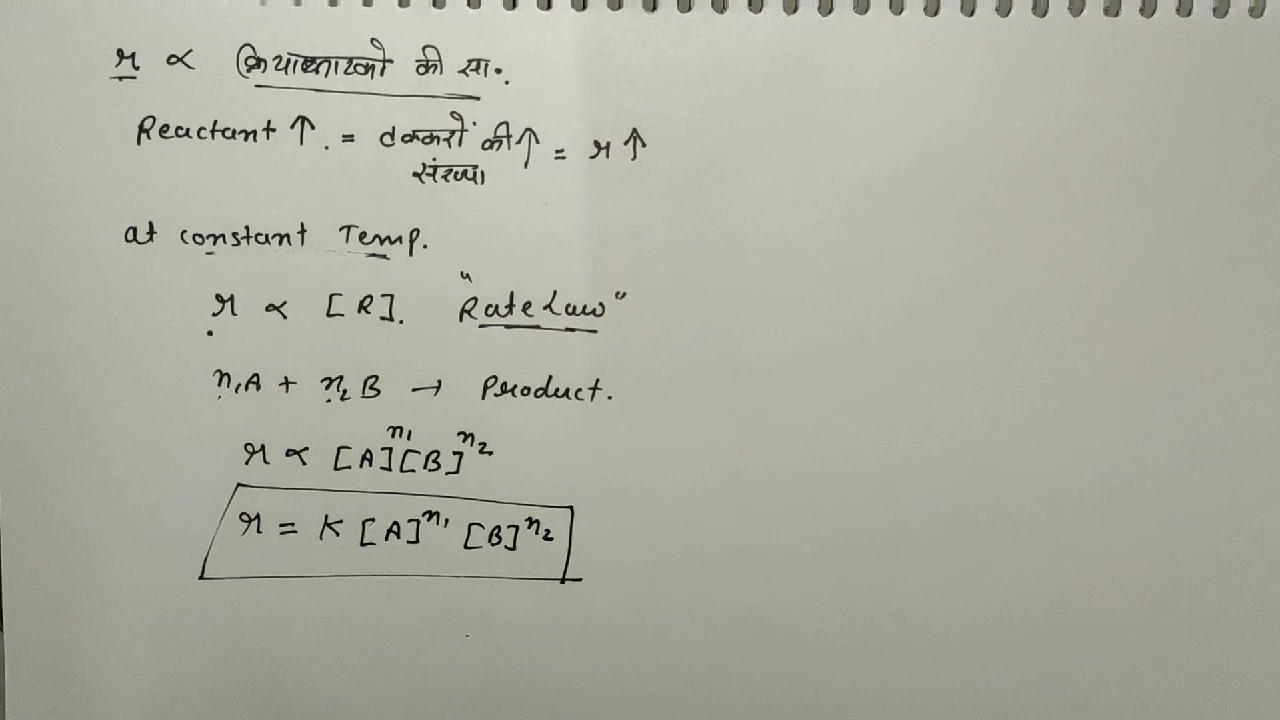 r ∝ क्रियाकारको की सा.
Reactant ↑. = टक्करों की ↑ = r ↑
संख्या
at constant Temp.
r ∝ [R]. "Rate Law"
n₁A + n₂B → Product.
r ∝ [A]ⁿ¹[B]ⁿ²
r = K [A]ⁿ¹ [B]ⁿ²